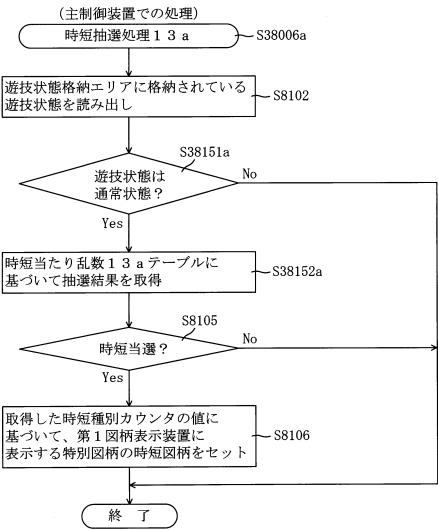 （主制御装置での処理）
時短抽選処理１３ａ
S38006a
遊技状態格納エリアに格納されている
遊技状態を読み出し
S8102
S38151a
遊技状態は
通常状態？
No
Yes
時短当たり乱数１３ａテーブルに
基づいて抽選結果を取得
S38152a
S8105
時短当選？
No
Yes
取得した時短種別カウンタの値に
基づいて、第１図柄表示装置に
表示する特別図柄の時短図柄をセット
S8106
終 了